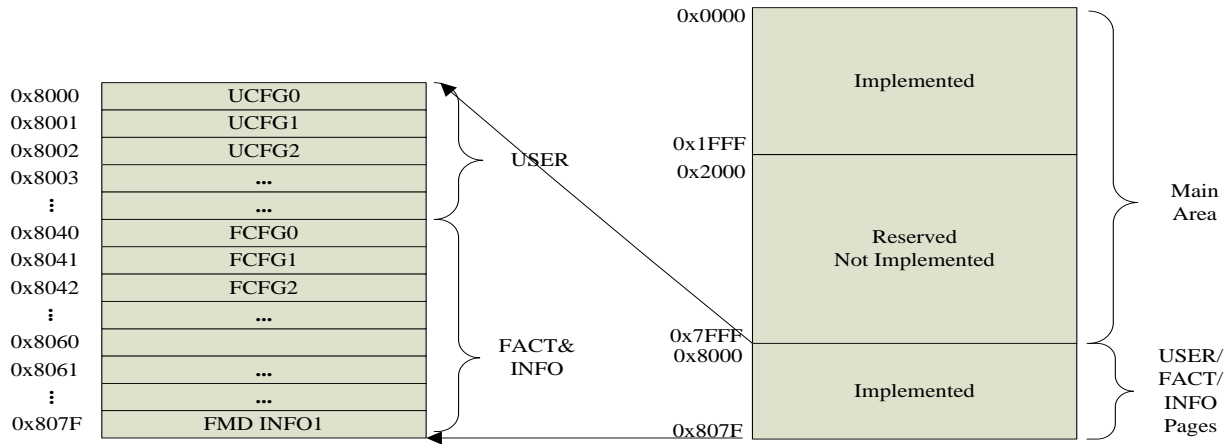 0x8000 UCFG0
0x8001 UCFG1
0x8002 UCFG2
0x8003 ...
⋮ ...
0x8040 FCFG0
0x8041 FCFG1
0x8042 FCFG2
⋮ ...
0x8060
0x8061 ...
⋮ ...
0x807F FMD INFO1
USER
FACT&
INFO
0x0000
Implemented
0x1FFF
0x2000
Reserved
Not Implemented
0x7FFF
0x8000
Implemented
0x807F
Main
Area
USER/
FACT/
INFO
Pages